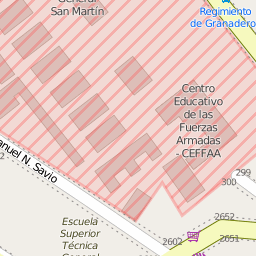 General
San Martín
Regimiento
de Granaderos
Centro
Educativo
de las
Fuerzas
Armadas
- CEFFAA
299
300
N. Savio
Escuela
Superior
Técnica
General
2652
2651
2602